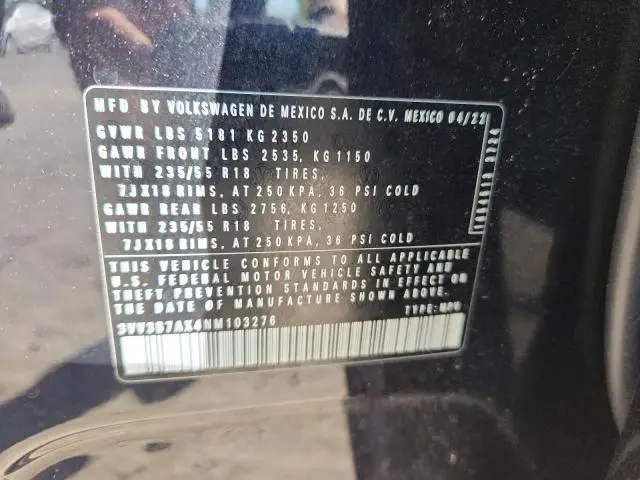 MFD BY VOLKSWAGEN DE MEXICO S.A. DE C.V. MEXICO 04/22
GVWR LBS 5181 KG 2350
GAWR FRONT LBS 2535, KG 1150
WITH 235/55 R18 TIRES,
7JX18 RIMS, AT 250 KPA, 36 PSI COLD
GAWR REAR LBS 2756, KG 1250
WITH 235/55 R18 TIRES,
7JX18 RIMS, AT 250 KPA, 36 PSI COLD
THIS VEHICLE CONFORMS TO ALL APPLICABLE
U.S. FEDERAL MOTOR VEHICLE SAFETY AND
THEFT PREVENTION STANDARDS IN EFFECT ON
THE DATE OF MANUFACTURE SHOWN ABOVE.
TYPE: MPV
3VV3B7AX4NM103276